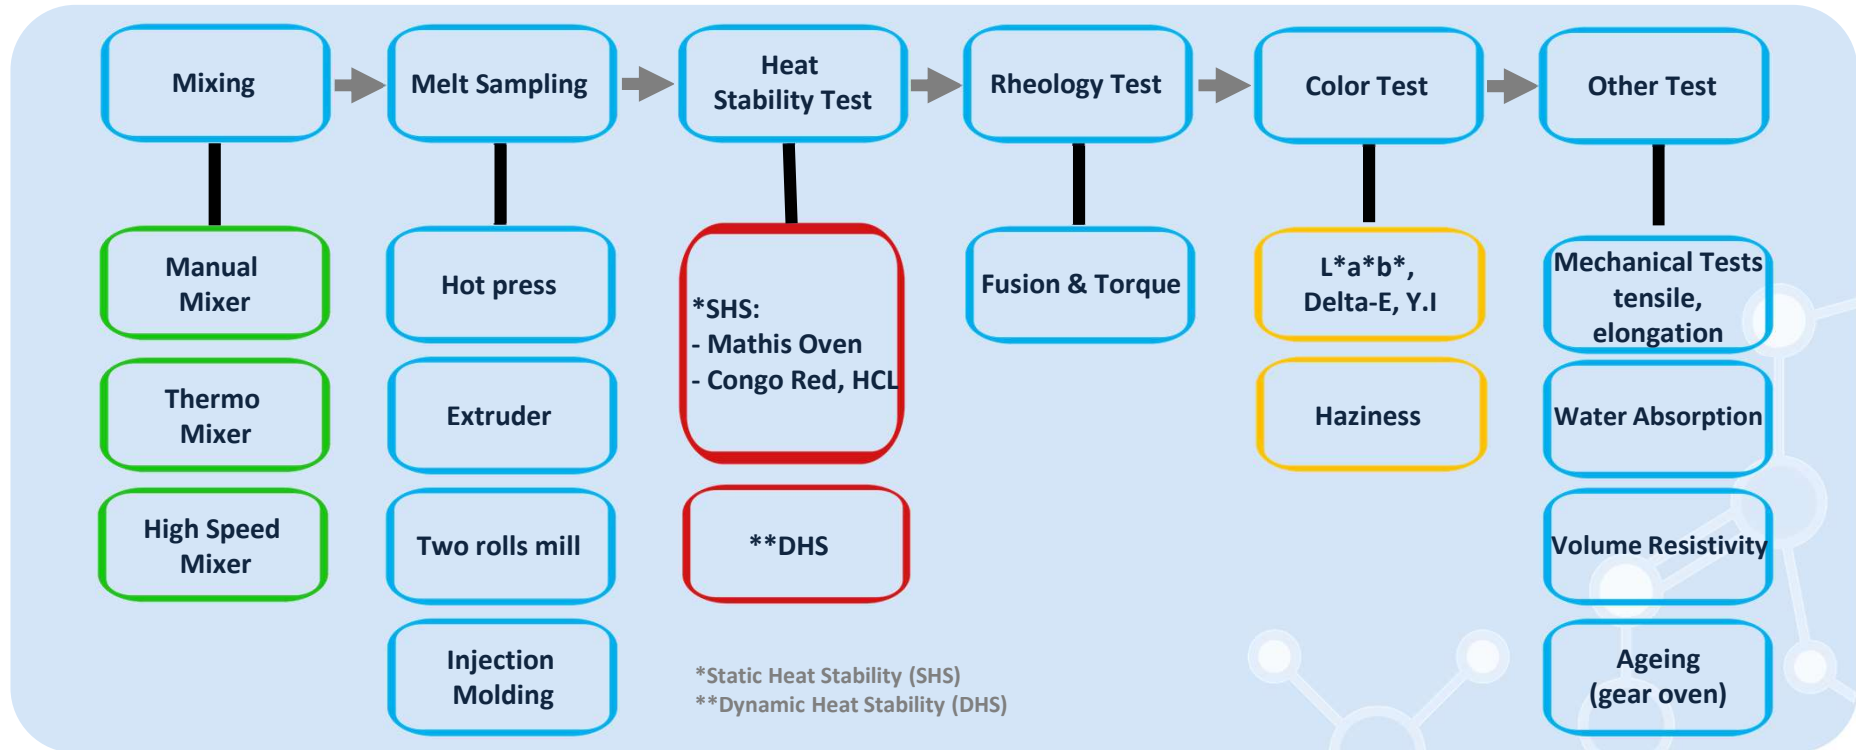 Mixing
Melt Sampling
Heat
Stability Test
Rheology Test
Color Test
Other Test
Manual
Mixer
Thermo
Mixer
High Speed
Mixer
Hot press
Extruder
Two rolls mill
Injection
Molding
*SHS:
- Mathis Oven
- Congo Red, HCL
**DHS
*Static Heat Stability (SHS)
**Dynamic Heat Stability (DHS)
Fusion & Torque
L*a*b*,
Delta-E, Y.I
Haziness
Mechanical Tests
tensile,
elongation
Water Absorption
Volume Resistivity
Ageing
(gear oven)